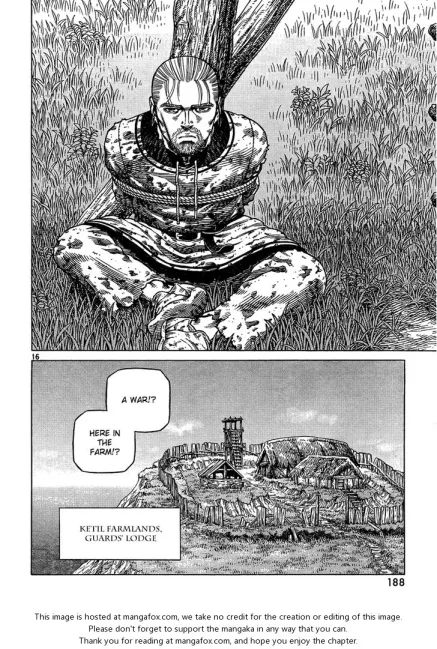 16
A WAR!?
HERE IN
THE
FARM!?
KETIL FARMLANDS,
GUARDS' LODGE
188
This image is hosted at mangafox.com, we take no credit for the creation or editing of this image.
Please don't forget to support the mangaka in any way that you can.
Thank you for reading at mangafox.com, and hope you enjoy the chapter.